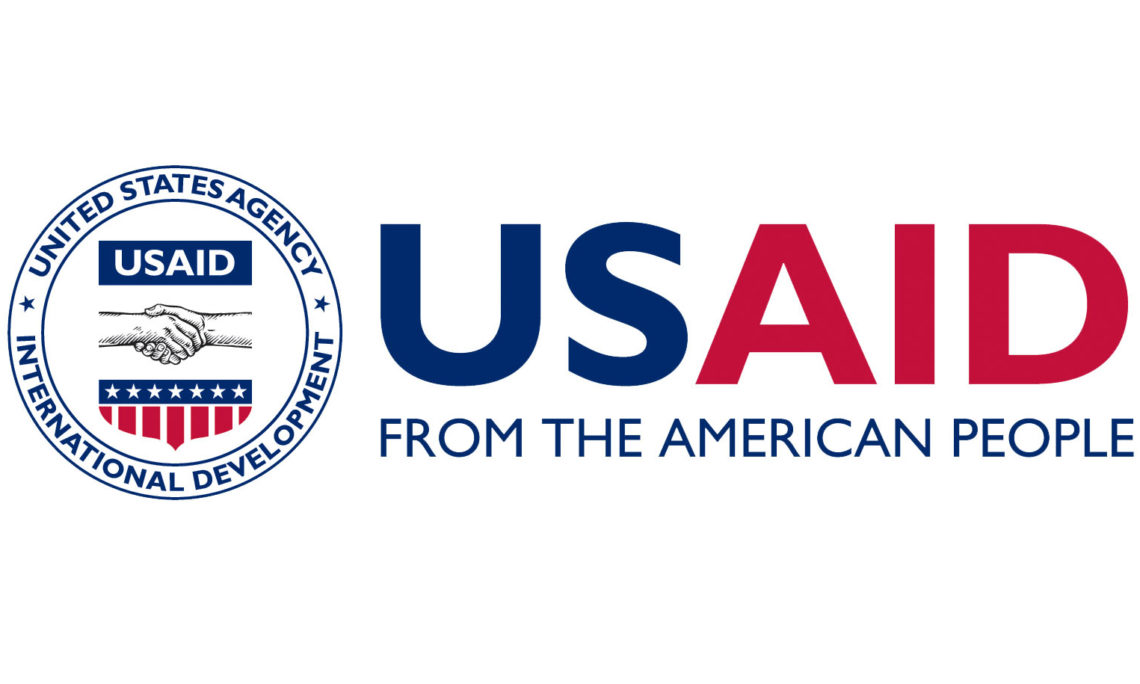 UNITED STATES AGENCY
INTERNATIONAL DEVELOPMENT
USAID
USAID
FROM THE AMERICAN PEOPLE